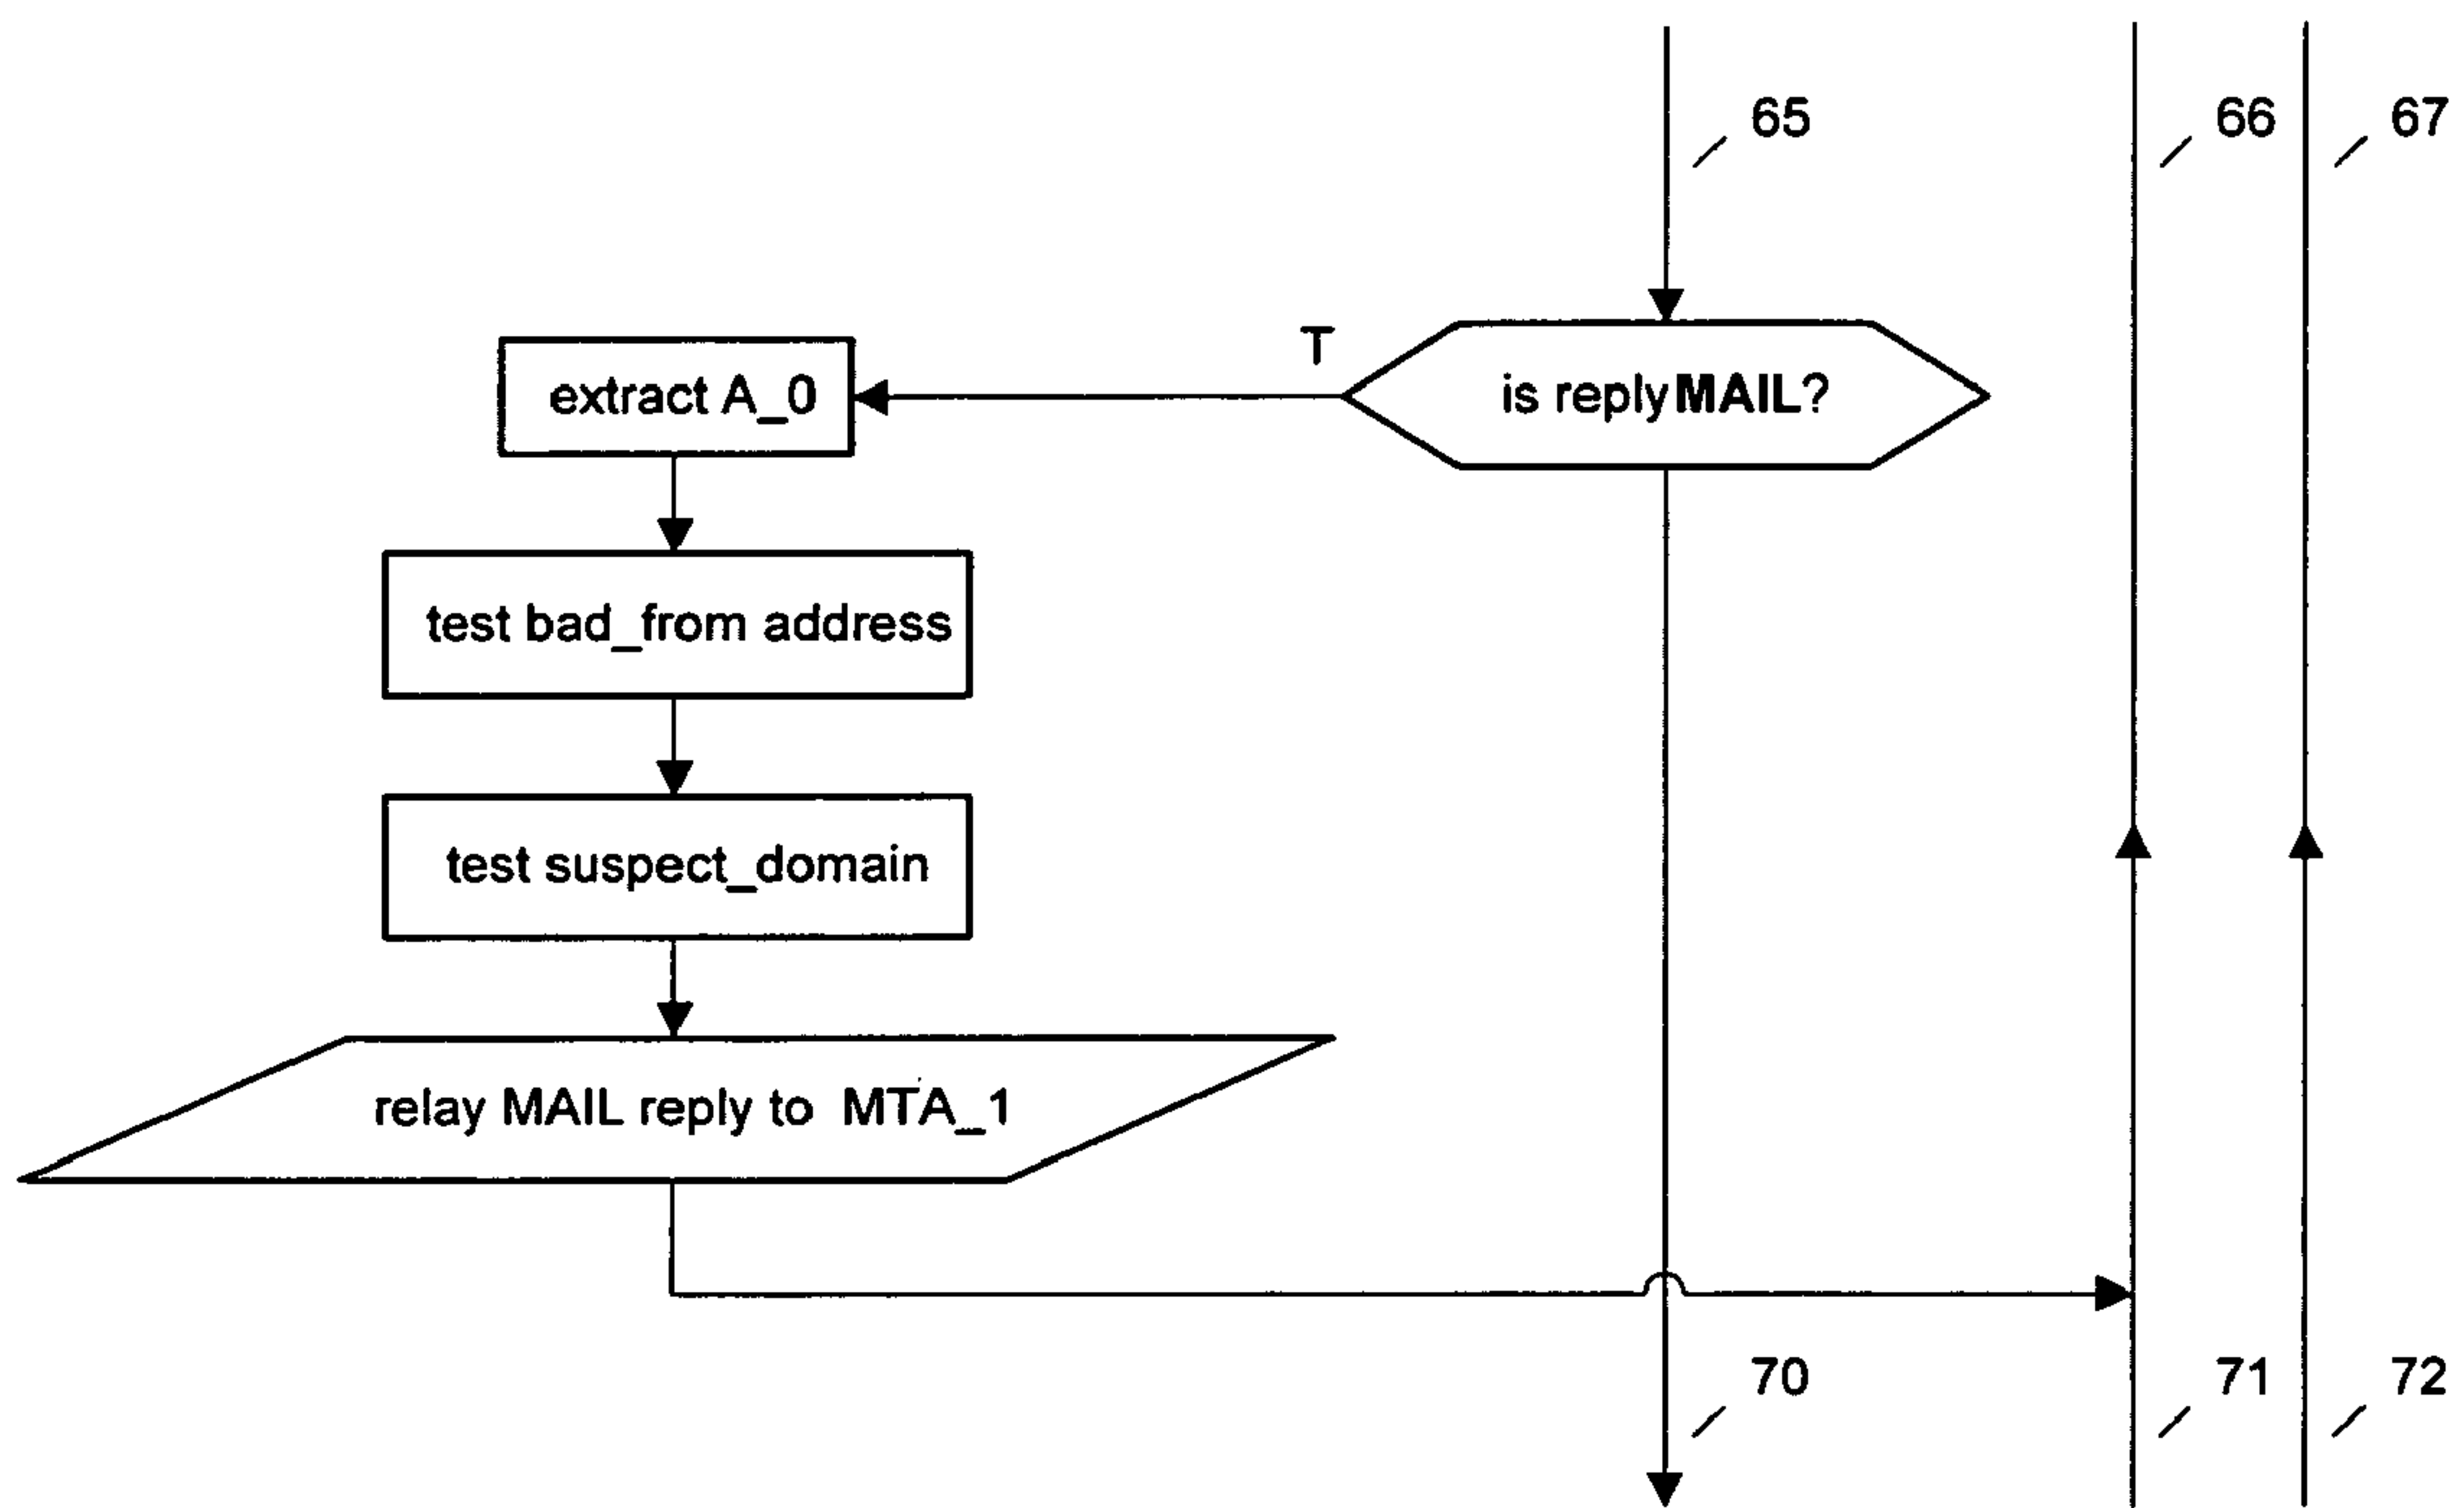 65
66
67
T
is reply MAIL?
extract A_0
test bad_from address
test suspect_domain
relay MAIL reply to MTA_1
70
71
72